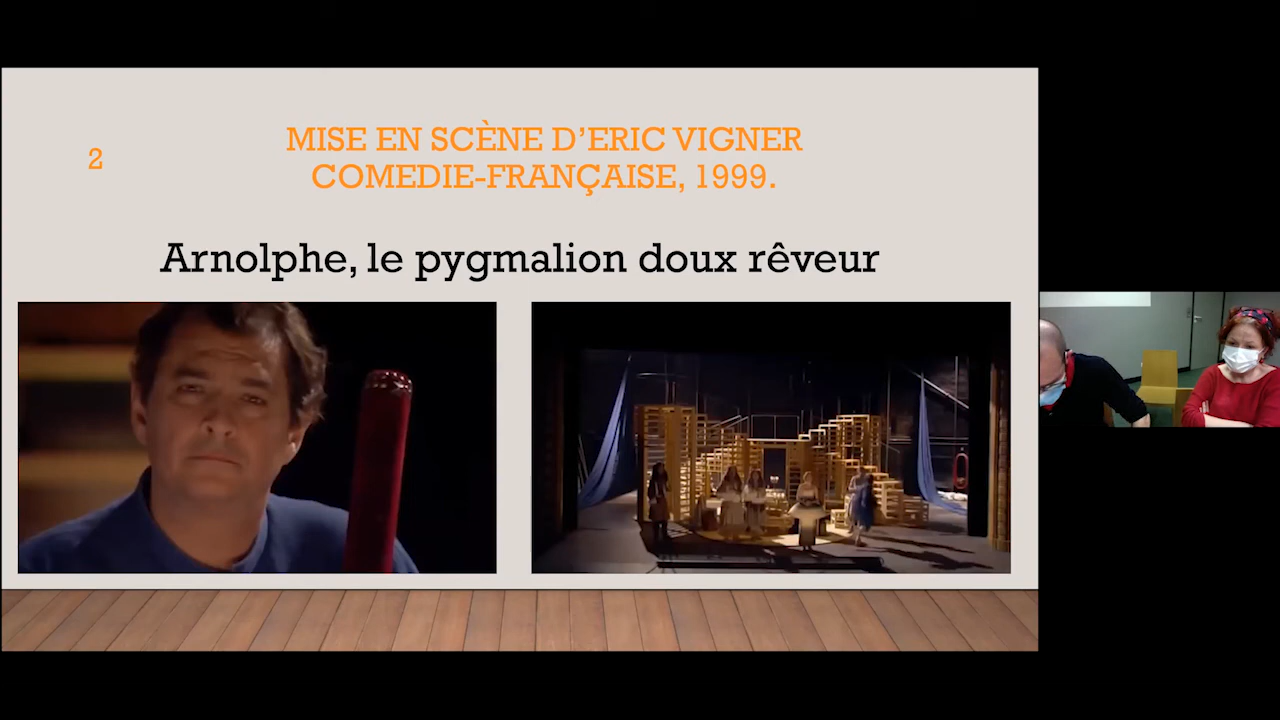 2
MISE EN SCÈNE D’ERIC VIGNER
COMEDIE-FRANÇAISE, 1999.
Arnolphe, le pygmalion doux rêveur